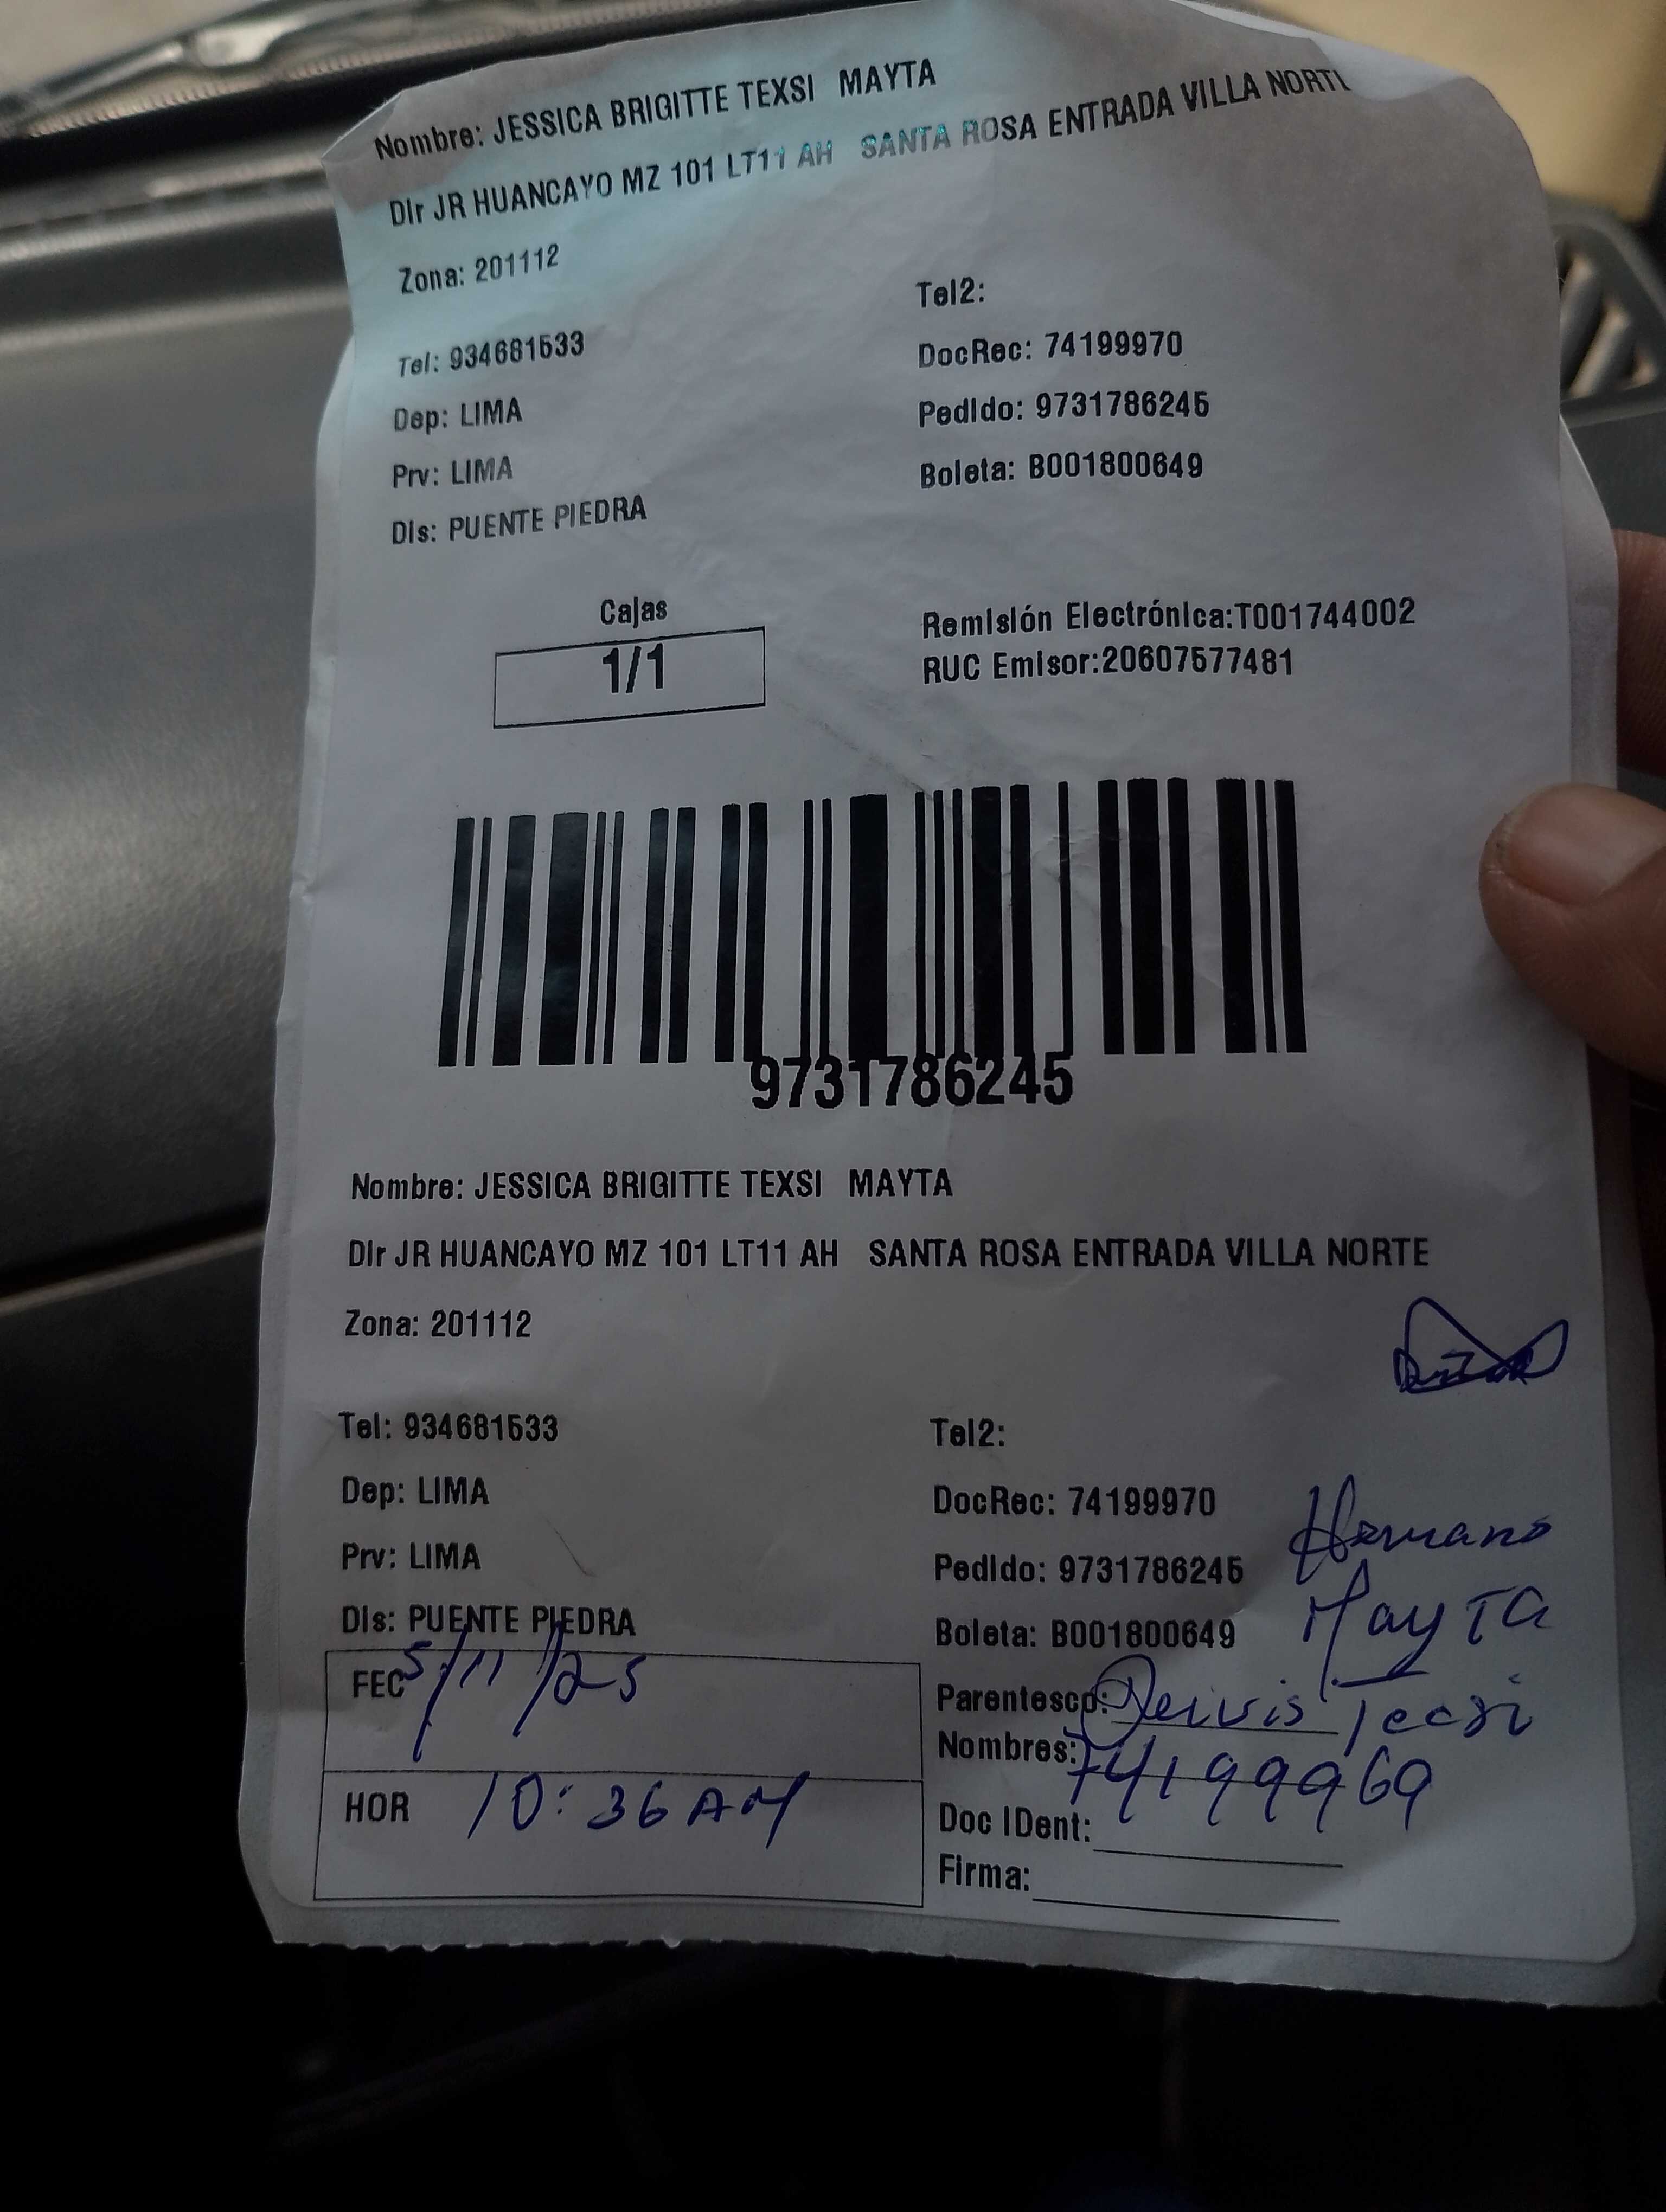 Nombre: JESSICA BRIGITTE TEXSI MAYTA
Dir JR HUANCAYO MZ 101 LT11 AH SANTA ROSA ENTRADA VILLA NORTE
Zona: 201112
Tel2:
Tel: 934681533
DocRec: 74199970
Dep: LIMA
Pedido: 9731786245
Prv: LIMA
Boleta: B001800649
Dis: PUENTE PIEDRA
Cajas
1/1
Remisión Electrónica:T001744002
RUC Emisor:20607577481
9731786245
Nombre: JESSICA BRIGITTE TEXSI MAYTA
Dir JR HUANCAYO MZ 101 LT11 AH SANTA ROSA ENTRADA VILLA NORTE
Zona: 201112
Tel: 934681533
Tel2:
Dep: LIMA
DocRec: 74199970
Hermano
Prv: LIMA
Pedido: 9731786245
Dis: PUENTE PIEDRA
Boleta: B001800649
Mayta
FEC 5/11/25
Parentesco: Deivis Tecsi
Nombres: 74199969
HOR 10:36 AM
Doc IDent:
Firma: